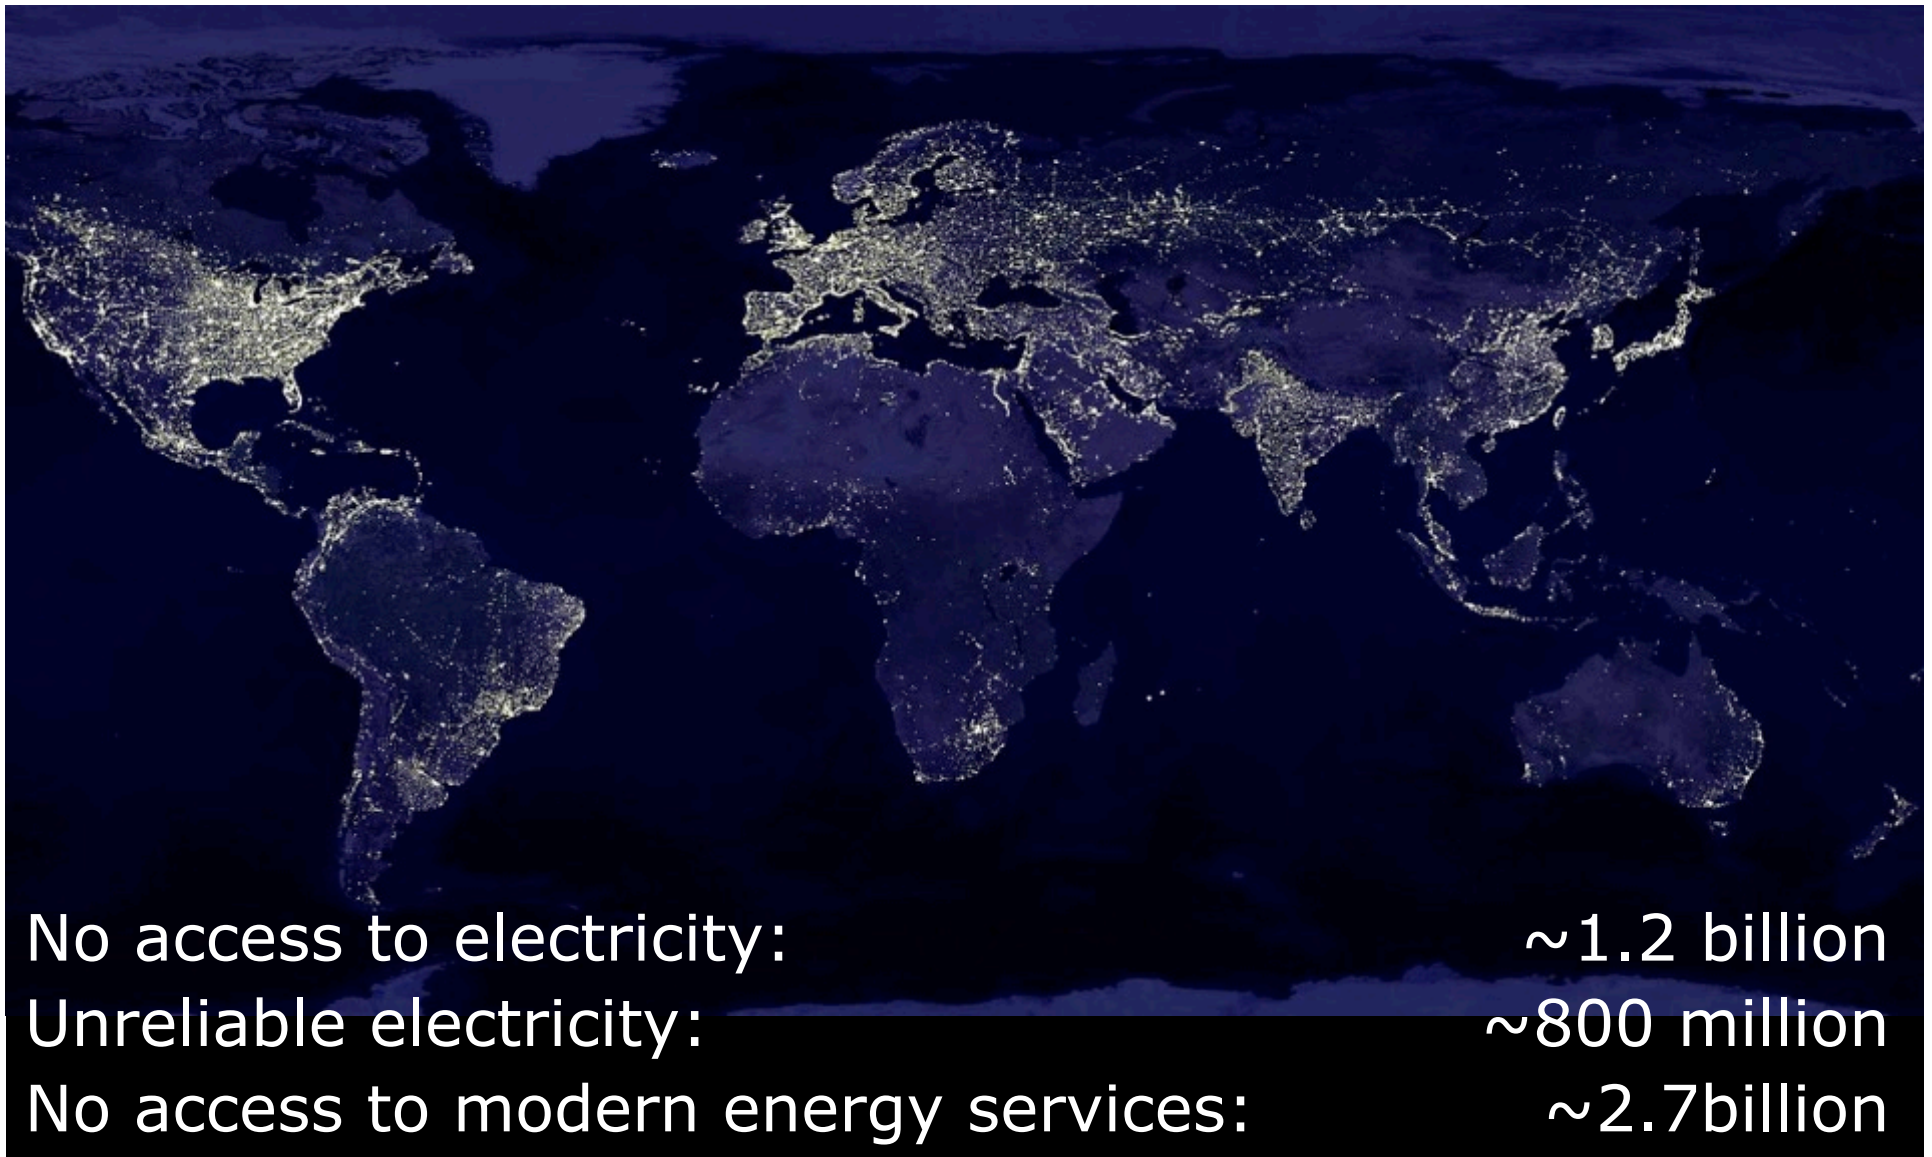 No access to electricity: ~1.2 billion
Unreliable electricity: ~800 million
No access to modern energy services: ~2.7billion